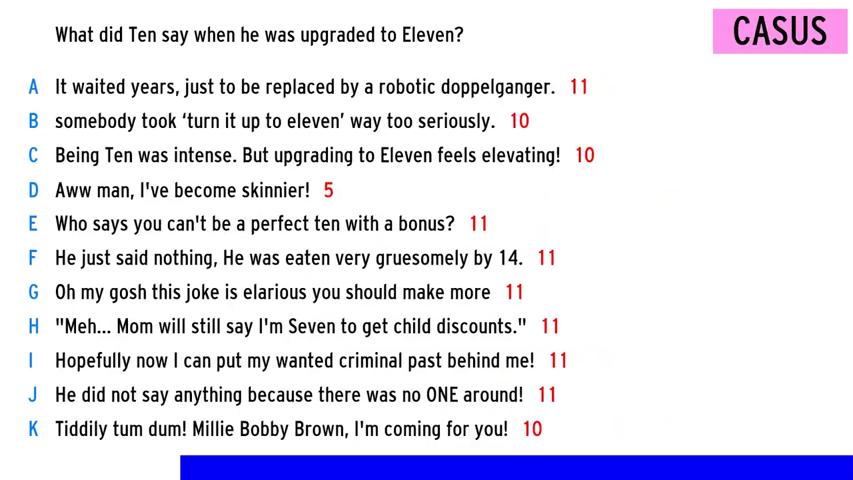 What did Ten say when he was upgraded to Eleven?
CASUS
A It waited years, just to be replaced by a robotic doppelganger. 11
B somebody took ‘turn it up to eleven’ way too seriously. 10
C Being Ten was intense. But upgrading to Eleven feels elevating! 10
D Aww man, I've become skinnier! 5
E Who says you can't be a perfect ten with a bonus? 11
F He just said nothing, He was eaten very gruesomely by 14. 11
G Oh my gosh this joke is elarious you should make more 11
H "Meh... Mom will still say I'm Seven to get child discounts." 11
I Hopefully now I can put my wanted criminal past behind me! 11
J He did not say anything because there was no ONE around! 11
K Tiddily tum dum! Millie Bobby Brown, I'm coming for you! 10